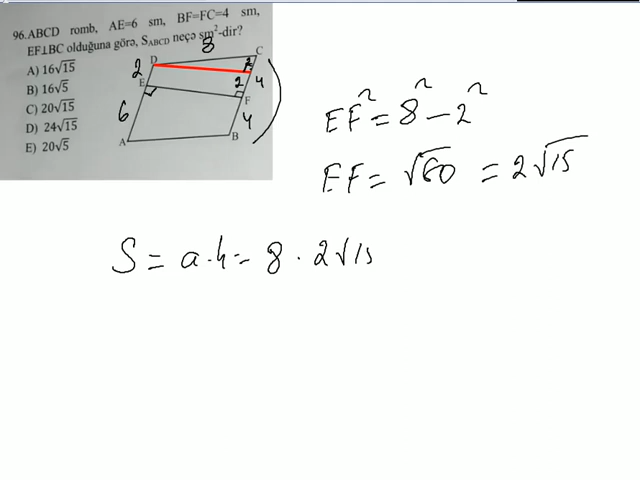 96.ABCD romb, AE=6 sm, BF=FC=4 sm,
EF⊥BC olduğuna görə, S_ABCD neçə sm²-dir?
A) 16√15
B) 16√5
C) 20√15
D) 24√15
E) 20√5
8
D C
2 2 4
E 2 F
6 4
A B
EF² = 8² − 2²
EF = √60 = 2√15
S = a·h = 8 · 2√15